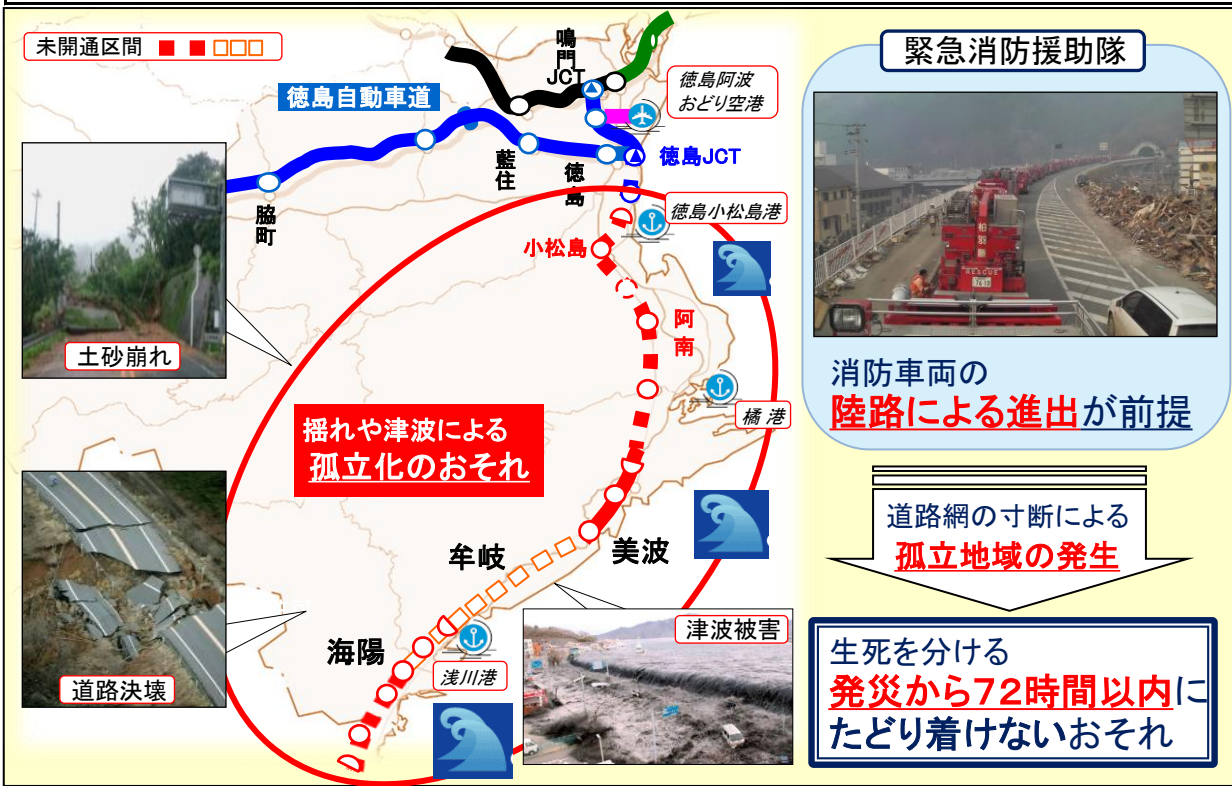 未開通区間
鳴門
JCT
徳島阿波
おどり空港
徳島自動車道
藍住
徳島
徳島JCT
脇町
徳島小松島港
小松島
土砂崩れ
阿南
橘港
揺れや津波による
孤立化のおそれ
牟岐
美波
海陽
浅川港
道路決壊
津波被害
緊急消防援助隊
RESCUE
消防車両の
陸路による進出が前提
道路網の寸断による
孤立地域の発生
生死を分ける
発災から72時間以内に
たどり着けないおそれ